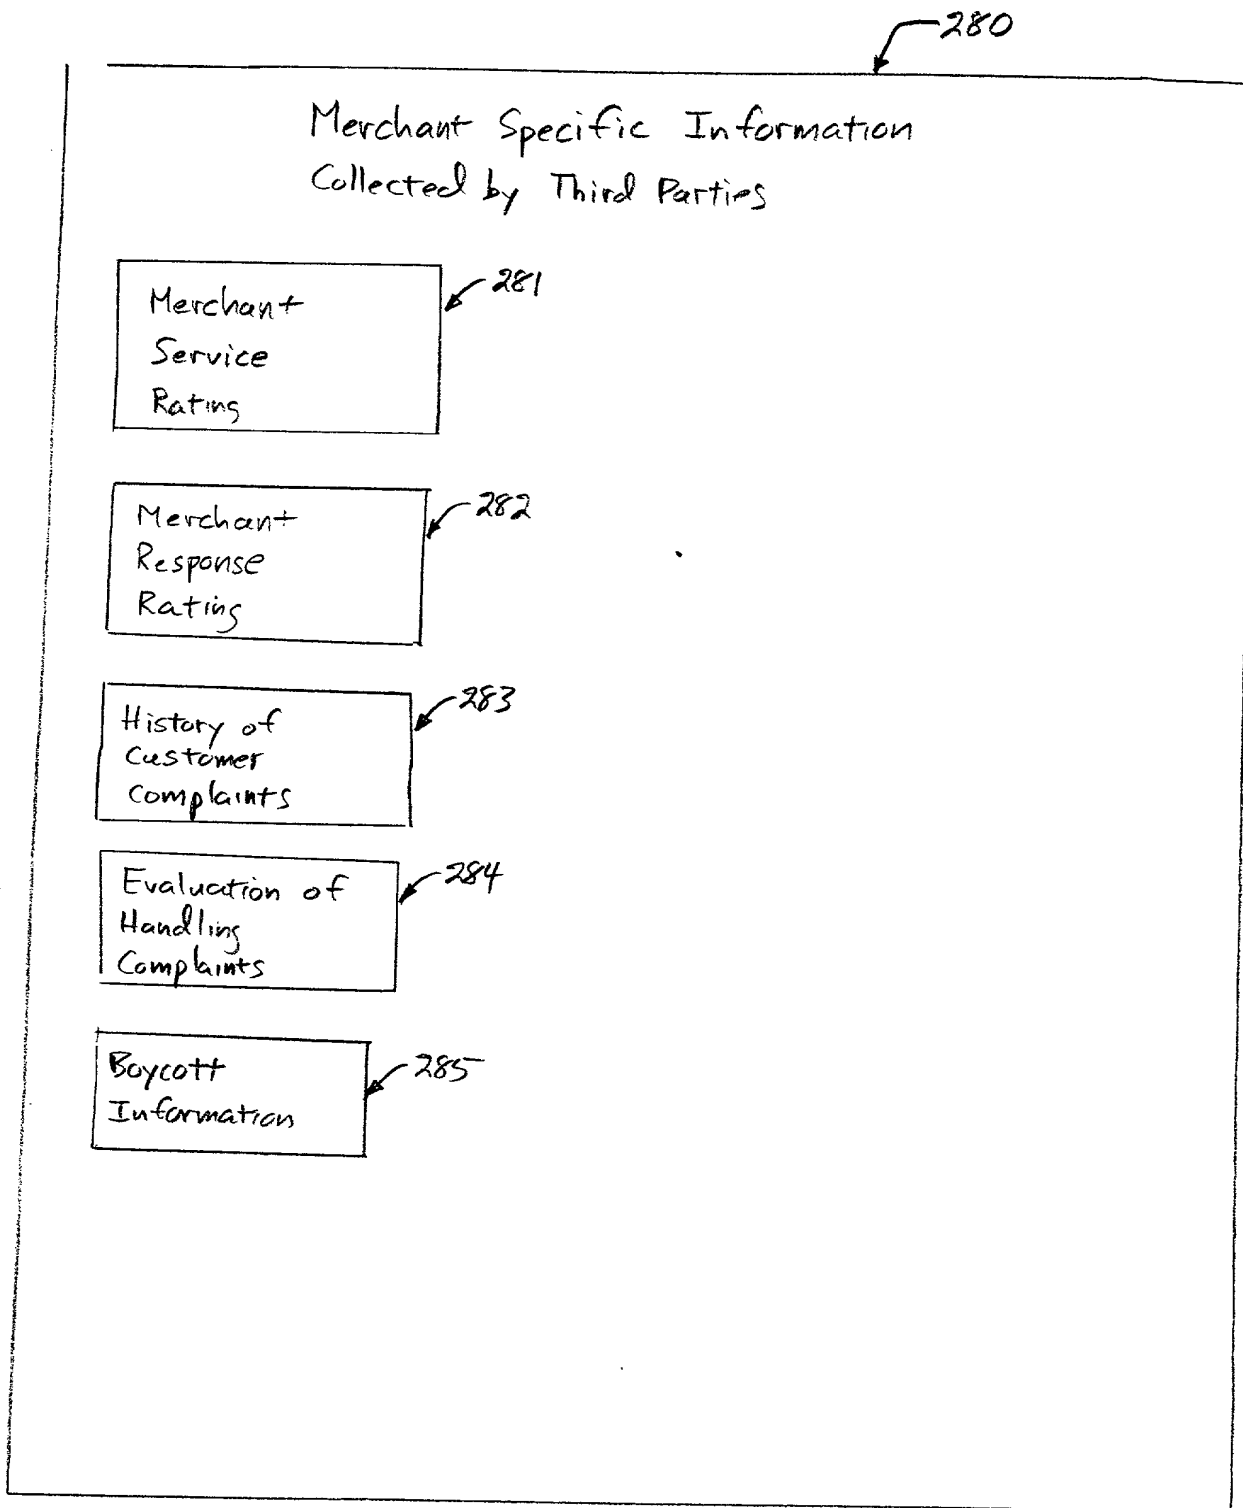 280
Merchant Specific Information
Collected by Third Parties
Merchant
Service
Rating
281
Merchant
Response
Rating
282
History of
Customer
Complaints
283
Evaluation of
Handling
Complaints
284
Boycott
Information
285